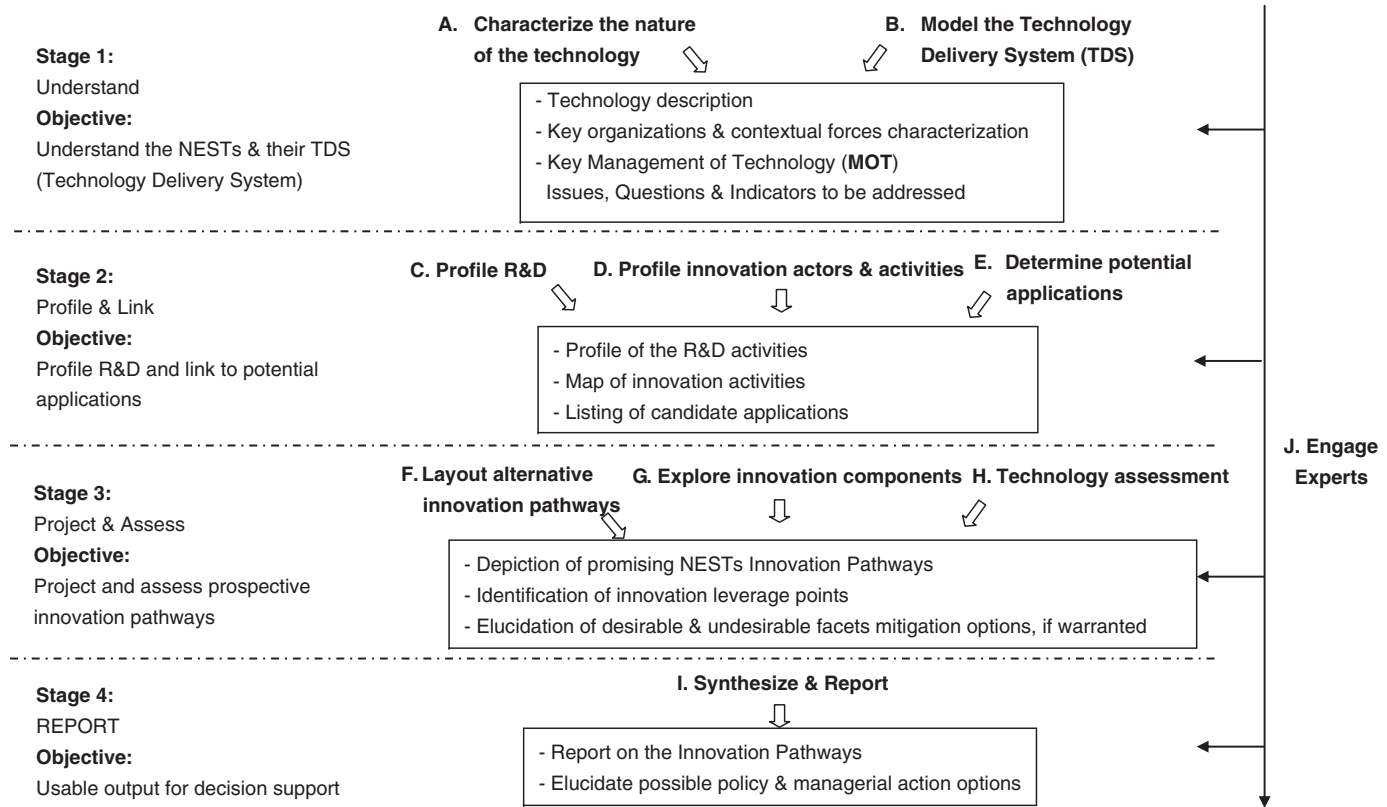 Stage 1:
Understand
Objective:
Understand the NESTs & their TDS
(Technology Delivery System)
A. Characterize the nature
of the technology
B. Model the Technology
Delivery System (TDS)
- Technology description
- Key organizations & contextual forces characterization
- Key Management of Technology (MOT)
Issues, Questions & Indicators to be addressed
Stage 2:
Profile & Link
Objective:
Profile R&D and link to potential
applications
C. Profile R&D
D. Profile innovation actors & activities
E. Determine potential
applications
- Profile of the R&D activities
- Map of innovation activities
- Listing of candidate applications
Stage 3:
Project & Assess
Objective:
Project and assess prospective
innovation pathways
F. Layout alternative
innovation pathways
G. Explore innovation components
H. Technology assessment
- Depiction of promising NESTs Innovation Pathways
- Identification of innovation leverage points
- Elucidation of desirable & undesirable facets mitigation options, if warranted
Stage 4:
REPORT
Objective:
Usable output for decision support
I. Synthesize & Report
- Report on the Innovation Pathways
- Elucidate possible policy & managerial action options
J. Engage
Experts